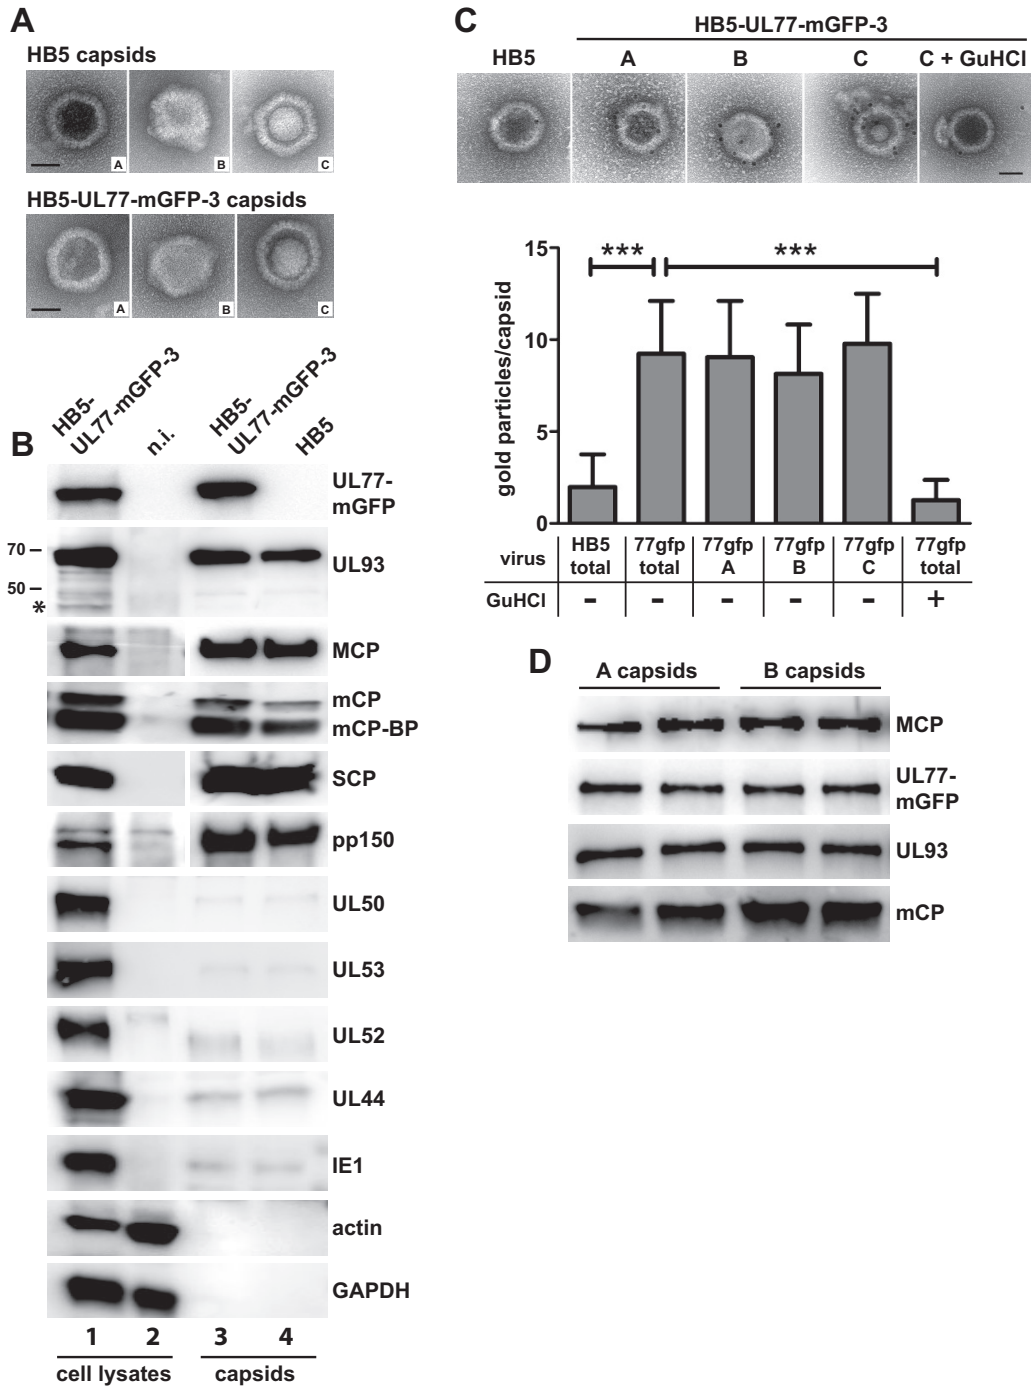 A
HB5 capsids
A B C
HB5-UL77-mGFP-3 capsids
A B C
B
HB5-
UL77-mGFP-3
n.i.
HB5-
UL77-mGFP-3
HB5
UL77-
mGFP
70
UL93
50
*
MCP
mCP
mCP-BP
SCP
pp150
UL50
UL53
UL52
UL44
IE1
actin
GAPDH
1 2 3 4
cell lysates capsids
C
HB5-UL77-mGFP-3
HB5 A B C C + GuHCl
gold particles/capsid
15
10
5
0
*** ***
virus HB5 total 77gfp total 77gfp A 77gfp B 77gfp C 77gfp total
GuHCl - - - - - +
D
A capsids B capsids
MCP
UL77-
mGFP
UL93
mCP